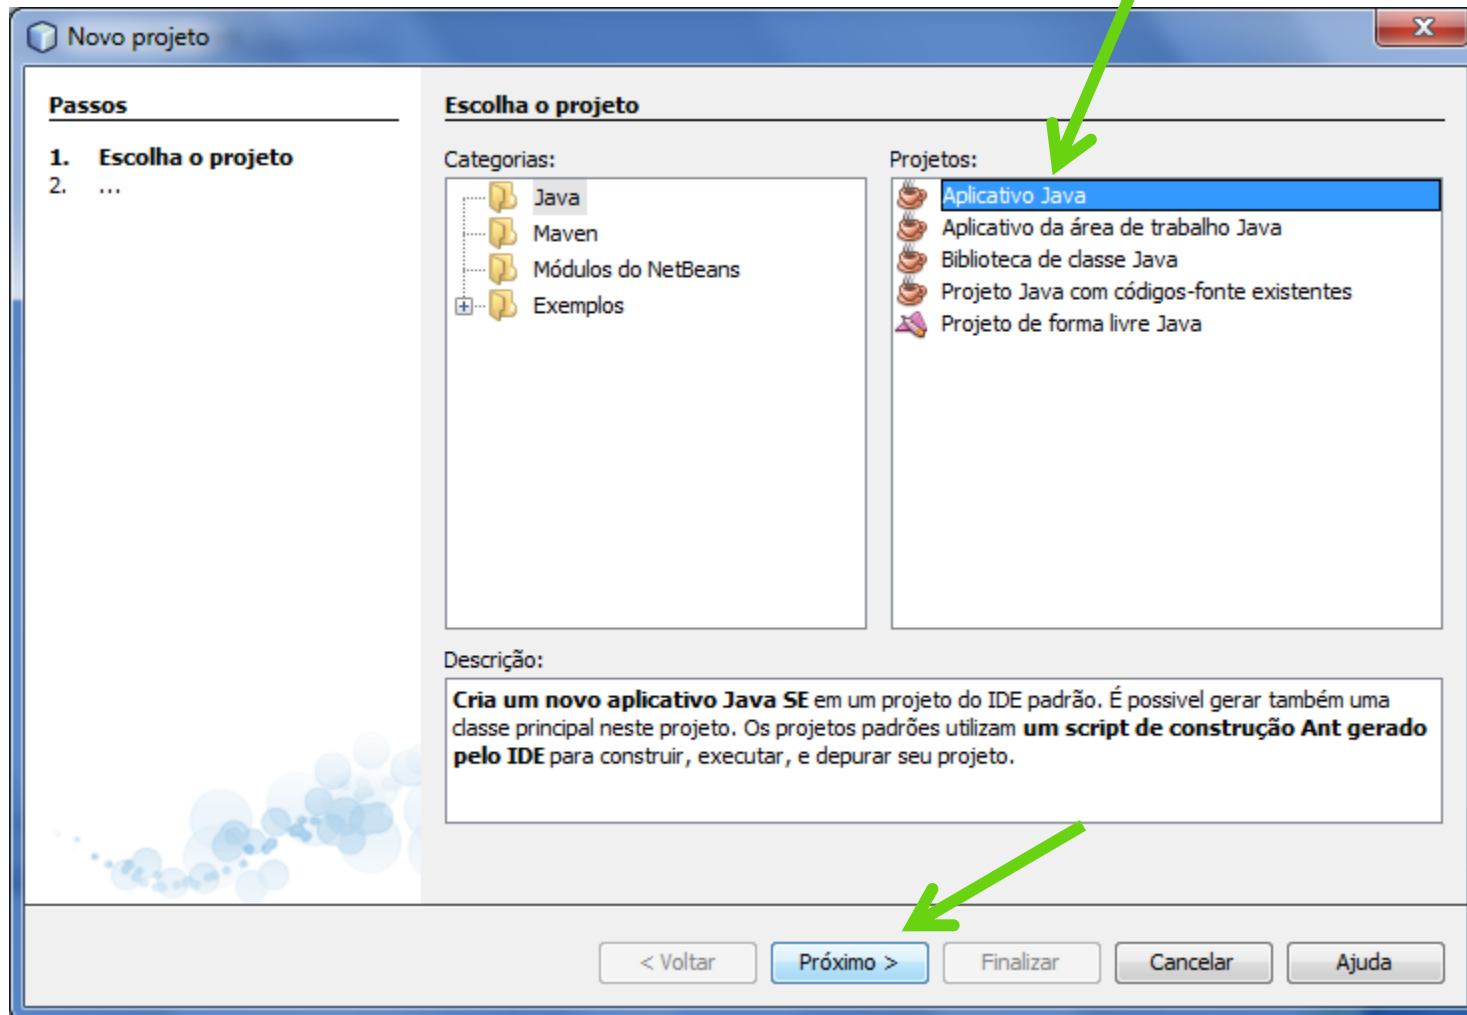 Novo projeto
Passos
1. Escolha o projeto
2. ...
Escolha o projeto
Categorias:
Java
Maven
Módulos do NetBeans
Exemplos
Projetos:
Aplicativo Java
Aplicativo da área de trabalho Java
Biblioteca de classe Java
Projeto Java com códigos-fonte existentes
Projeto de forma livre Java
Descrição:
Cria um novo aplicativo Java SE em um projeto do IDE padrão. É possivel gerar também uma
classe principal neste projeto. Os projetos padrões utilizam um script de construção Ant gerado
pelo IDE para construir, executar, e depurar seu projeto.
< Voltar
Próximo >
Finalizar
Cancelar
Ajuda